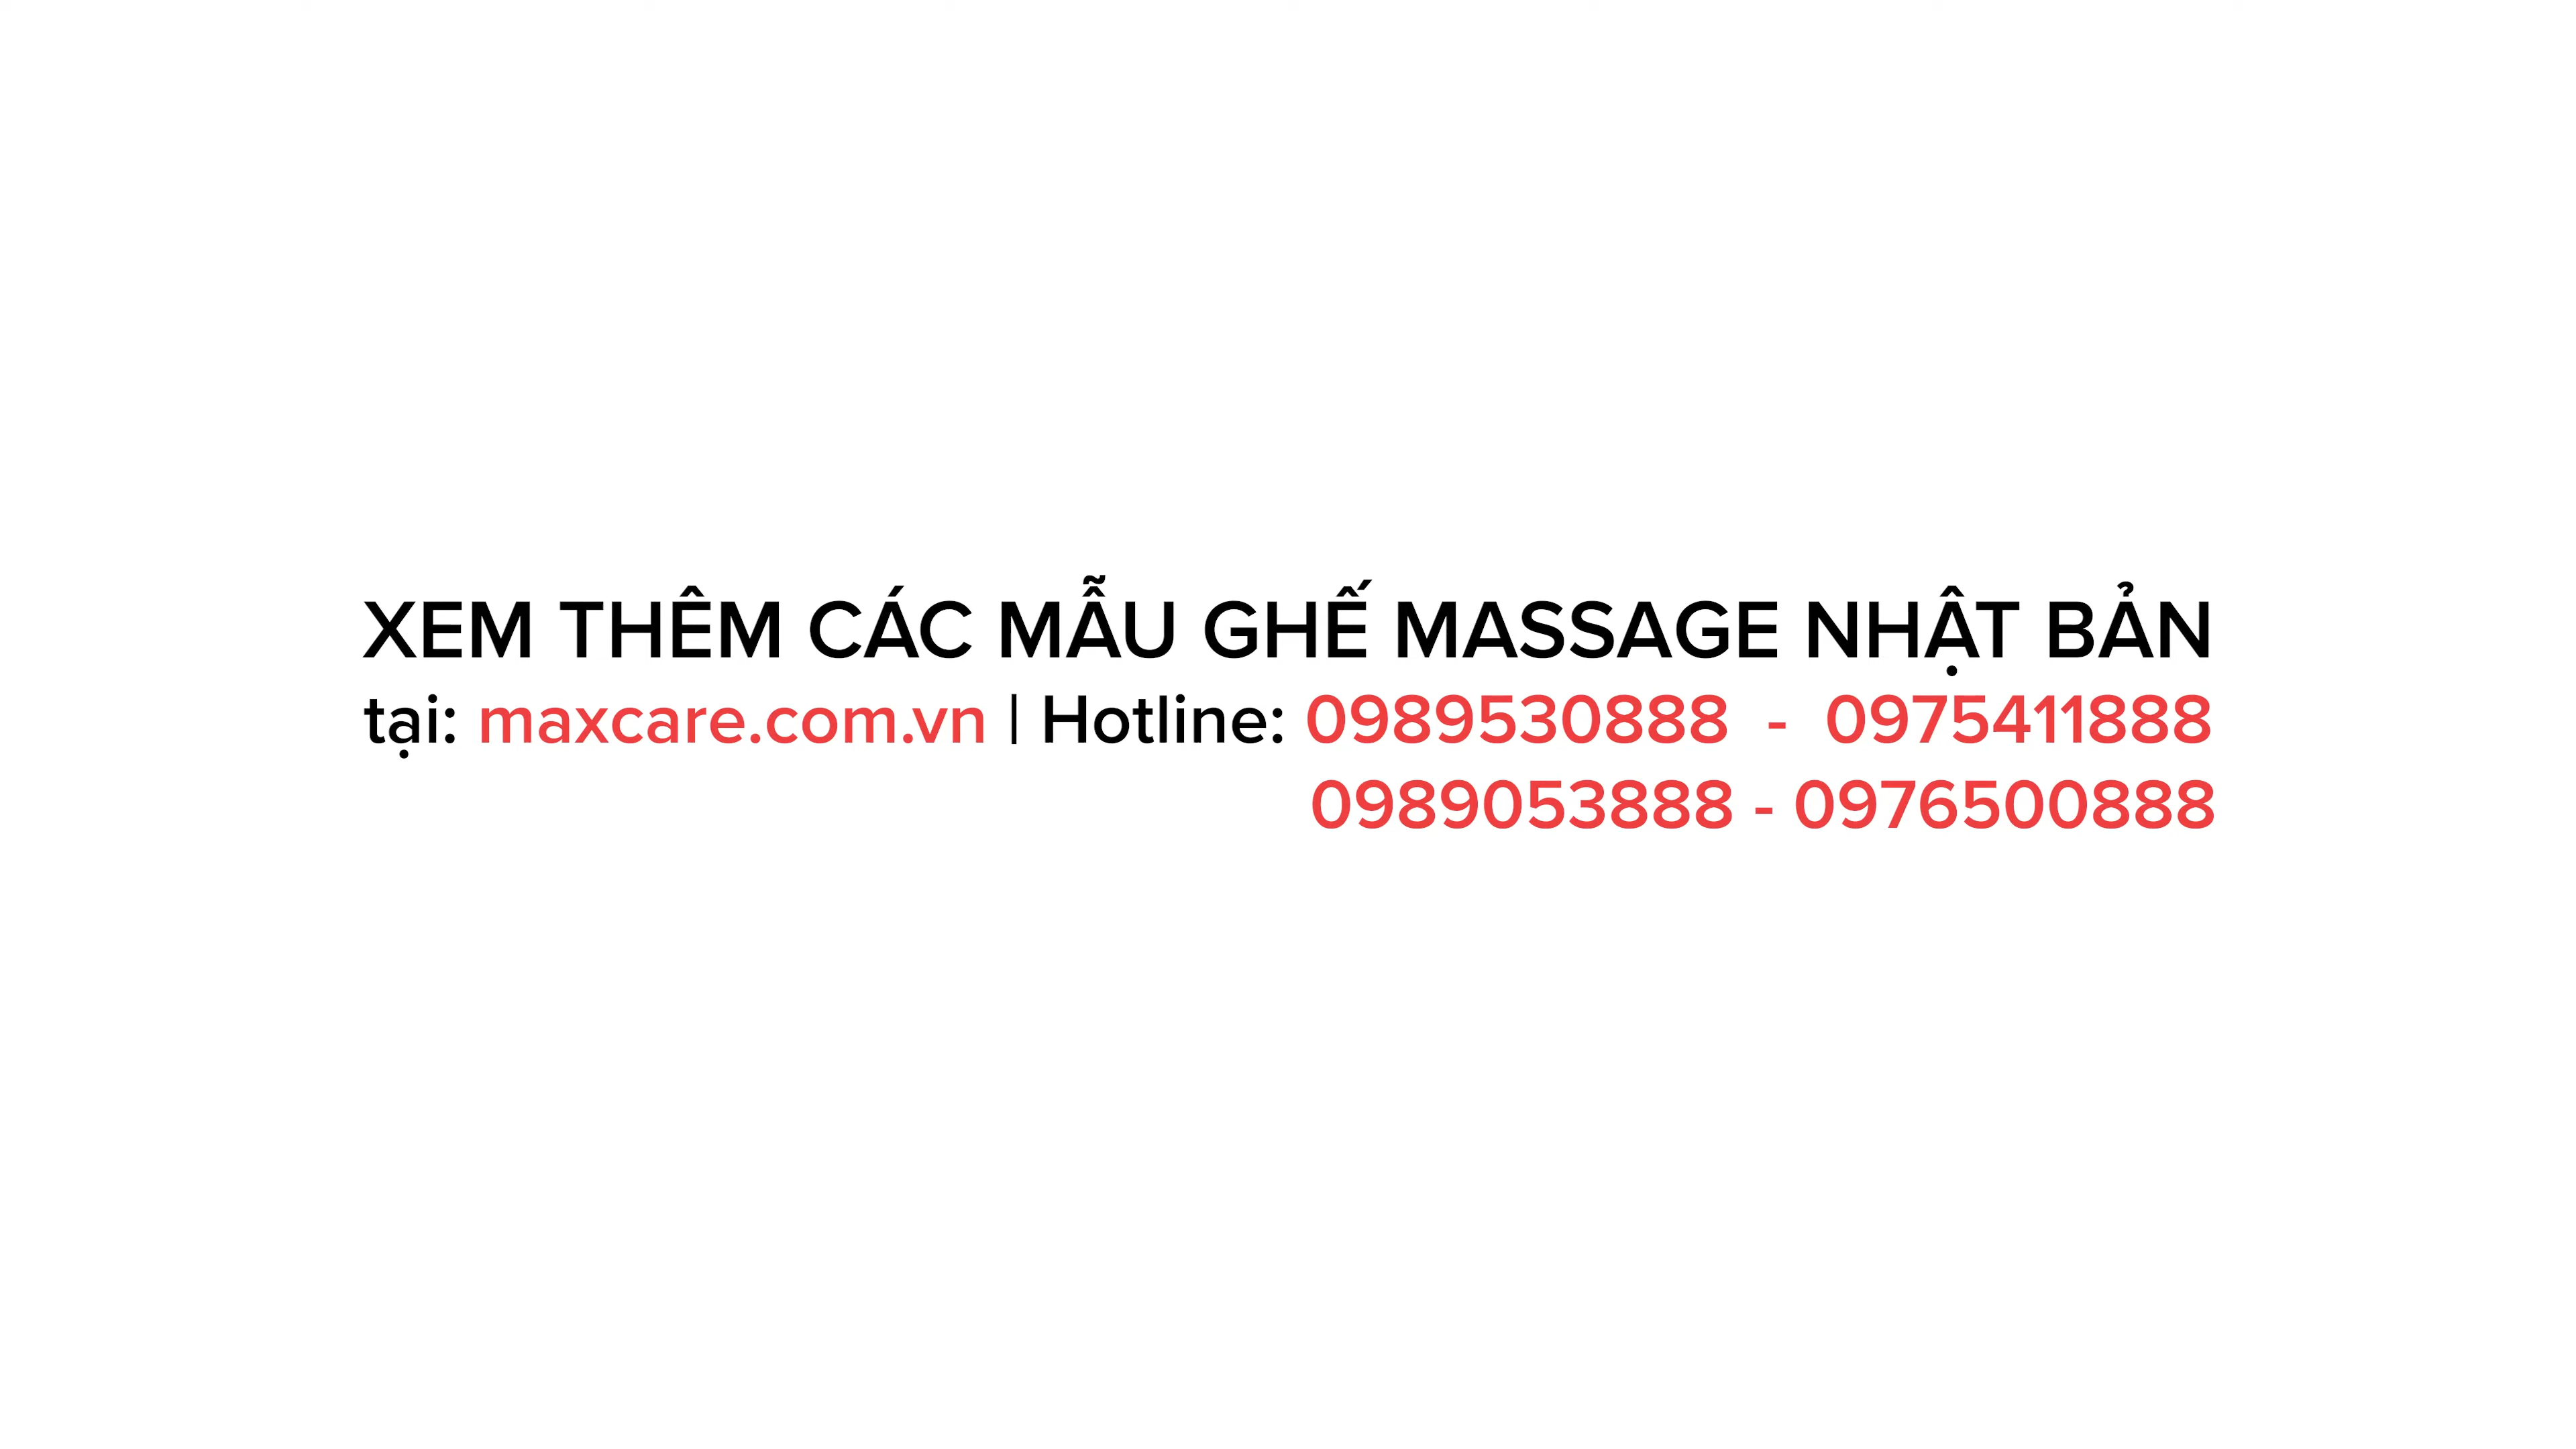 XEM THÊM CÁC MẪU GHẾ MASSAGE NHẬT BẢN
tại: maxcare.com.vn | Hotline: 0989530888 - 0975411888
0989053888 - 0976500888